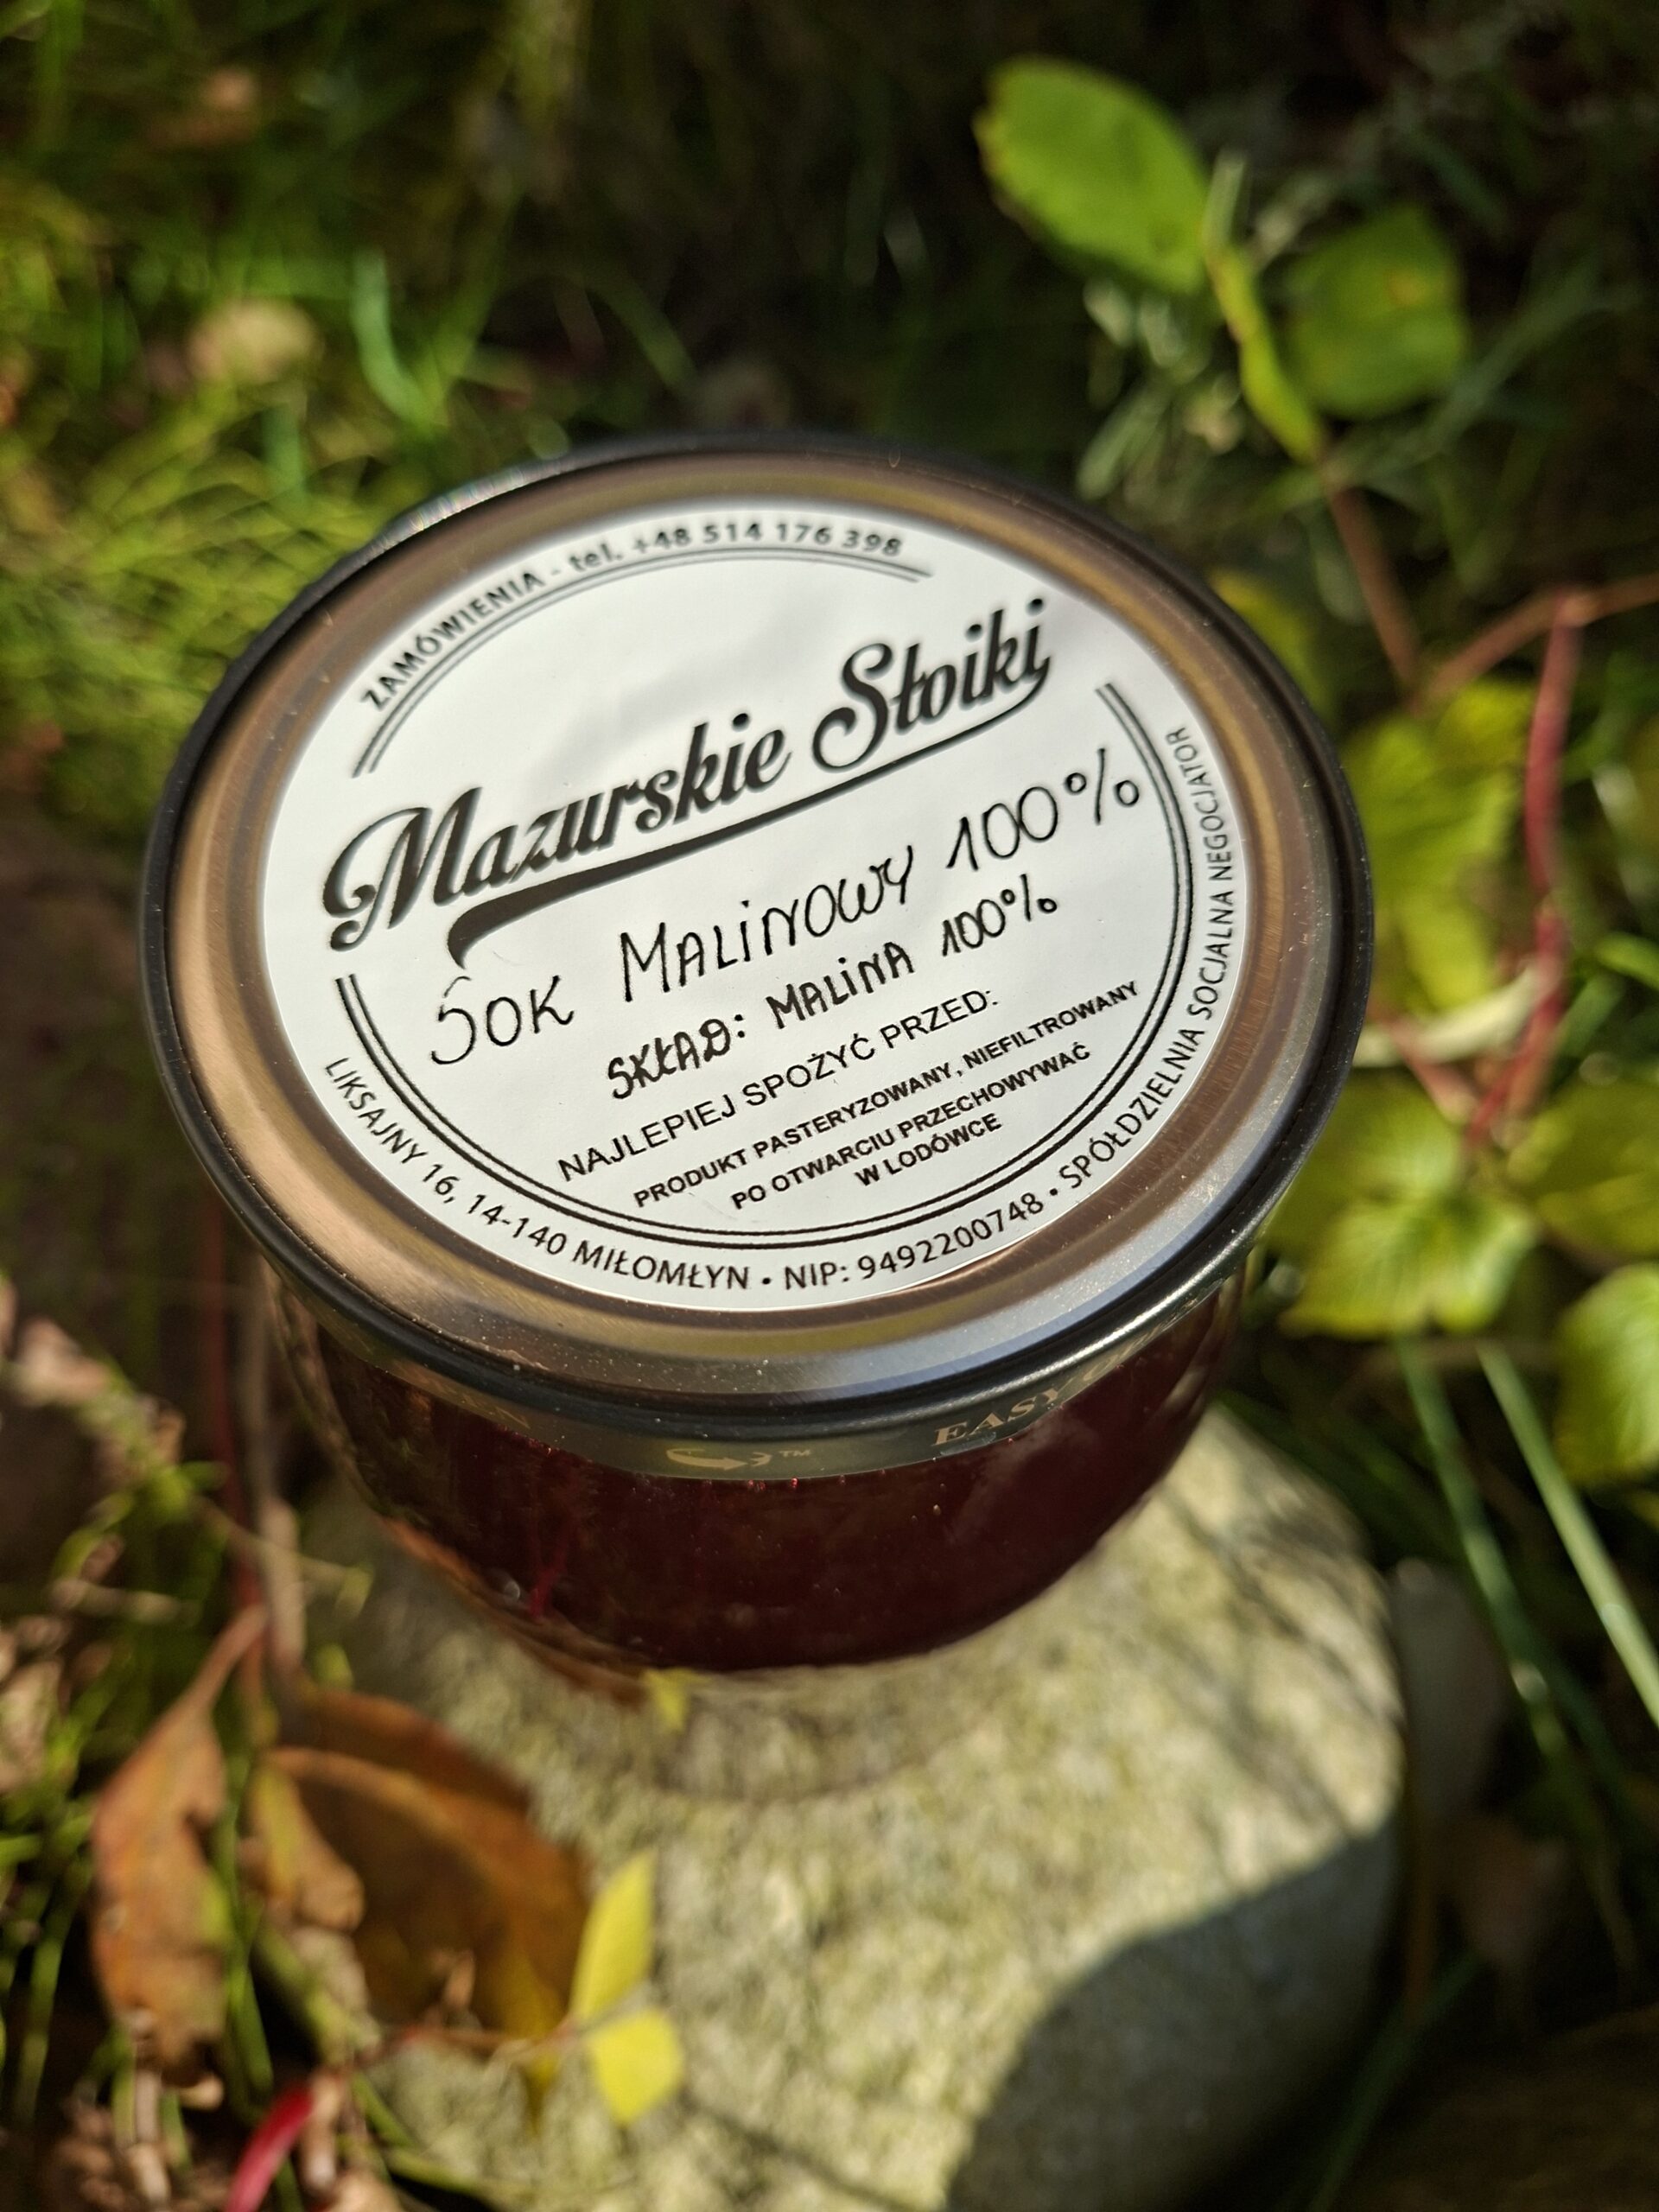 ZAMÓWIENIA - tel. +48 514 176 398
Mazurskie Słoiki
SOK MALINOWY 100%
SKŁAD: MALINA 100%
NAJLEPIEJ SPOŻYĆ PRZED:
PRODUKT PASTERYZOWANY, NIEFILTROWANY
PO OTWARCIU PRZECHOWYWAĆ
W LODÓWCE
LIKSAJNY 16, 14-140 MIŁOMŁYN • NIP: 9492200748 • SPÓŁDZIELNIA SOCJALNA NEGOCJATOR
TM
EASY